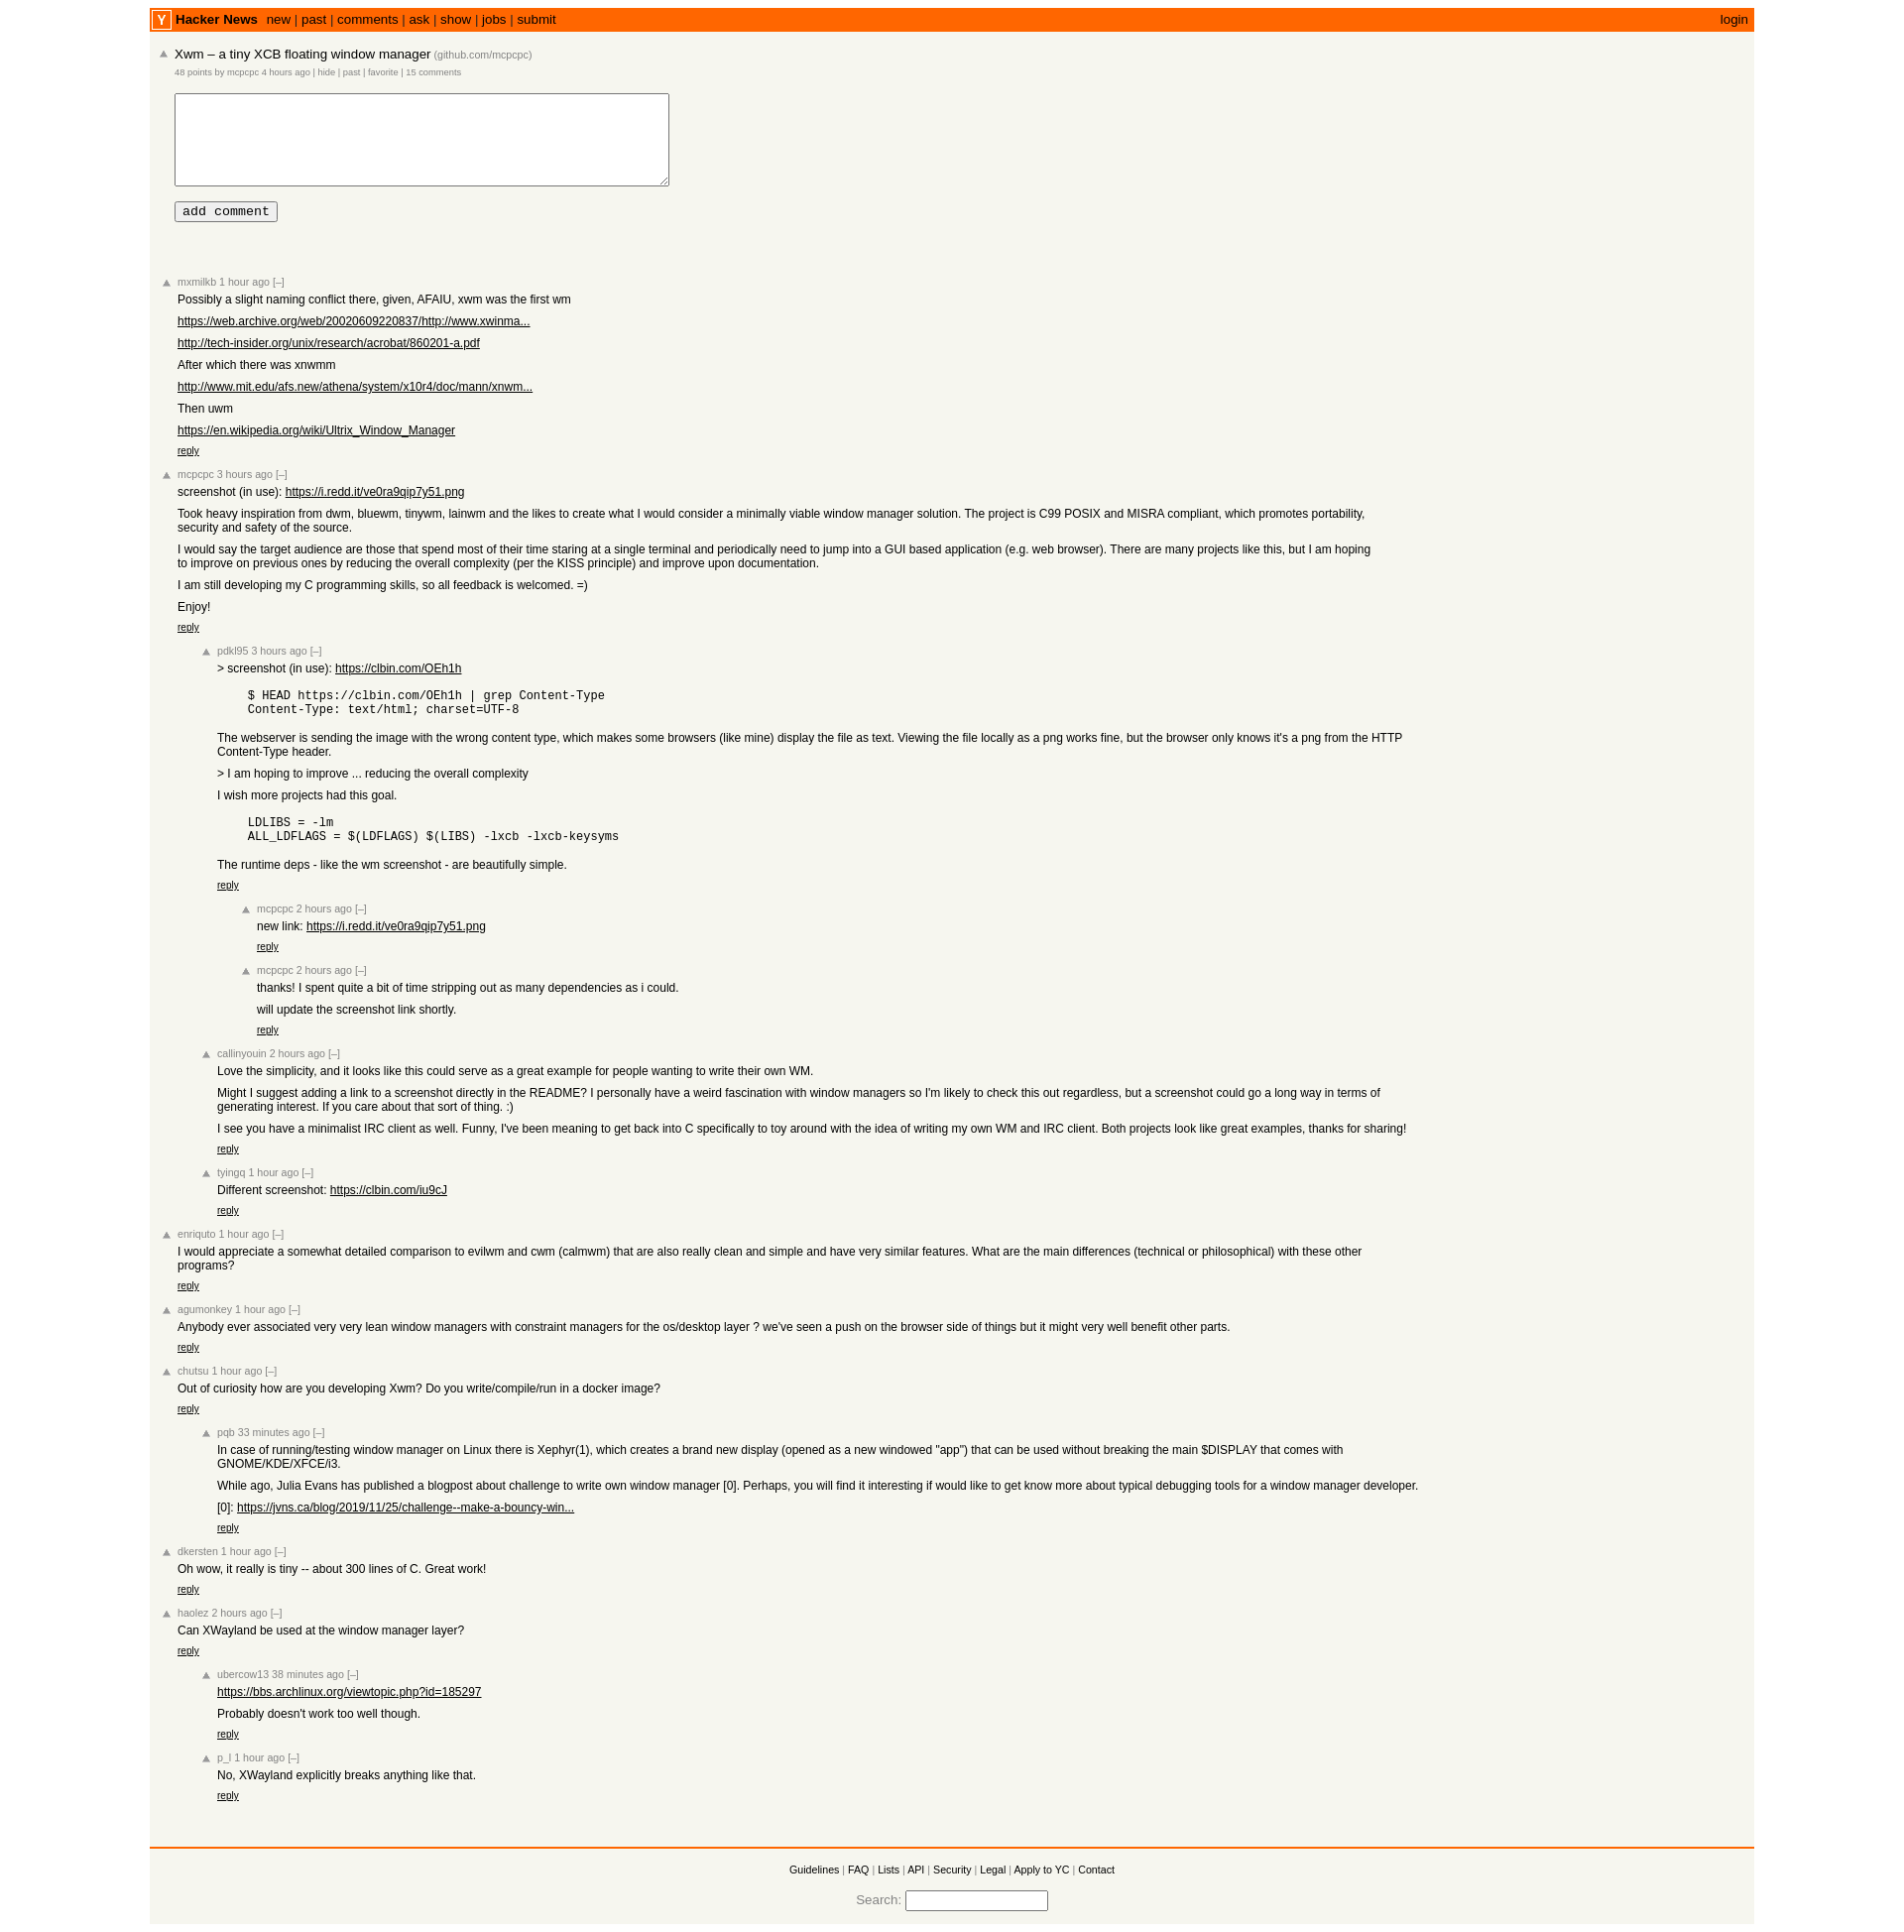 Y Hacker News new | past | comments | ask | show | jobs | submit login
Xwm – a tiny XCB floating window manager (github.com/mcpcpc)
48 points by mcpcpc 4 hours ago | hide | past | favorite | 15 comments
add comment
mxmilkb 1 hour ago [–]
Possibly a slight naming conflict there, given, AFAIU, xwm was the first wm
https://web.archive.org/web/20020609220837/http://www.xwinma...
http://tech-insider.org/unix/research/acrobat/860201-a.pdf
After which there was xnwmm
http://www.mit.edu/afs.new/athena/system/x10r4/doc/mann/xnwm...
Then uwm
https://en.wikipedia.org/wiki/Ultrix_Window_Manager
reply
mcpcpc 3 hours ago [–]
screenshot (in use): https://i.redd.it/ve0ra9qip7y51.png
Took heavy inspiration from dwm, bluewm, tinywm, lainwm and the likes to create what I would consider a minimally viable window manager solution. The project is C99 POSIX and MISRA compliant, which promotes portability,
security and safety of the source.
I would say the target audience are those that spend most of their time staring at a single terminal and periodically need to jump into a GUI based application (e.g. web browser). There are many projects like this, but I am hoping
to improve on previous ones by reducing the overall complexity (per the KISS principle) and improve upon documentation.
I am still developing my C programming skills, so all feedback is welcomed. =)
Enjoy!
reply
pdkl95 3 hours ago [–]
> screenshot (in use): https://clbin.com/OEh1h
$ HEAD https://clbin.com/OEh1h | grep Content-Type
Content-Type: text/html; charset=UTF-8
The webserver is sending the image with the wrong content type, which makes some browsers (like mine) display the file as text. Viewing the file locally as a png works fine, but the browser only knows it's a png from the HTTP
Content-Type header.
> I am hoping to improve ... reducing the overall complexity
I wish more projects had this goal.
LDLIBS = -lm
ALL_LDFLAGS = $(LDFLAGS) $(LIBS) -lxcb -lxcb-keysyms
The runtime deps - like the wm screenshot - are beautifully simple.
reply
mcpcpc 2 hours ago [–]
new link: https://i.redd.it/ve0ra9qip7y51.png
reply
mcpcpc 2 hours ago [–]
thanks! I spent quite a bit of time stripping out as many dependencies as i could.
will update the screenshot link shortly.
reply
callinyouin 2 hours ago [–]
Love the simplicity, and it looks like this could serve as a great example for people wanting to write their own WM.
Might I suggest adding a link to a screenshot directly in the README? I personally have a weird fascination with window managers so I'm likely to check this out regardless, but a screenshot could go a long way in terms of
generating interest. If you care about that sort of thing. :)
I see you have a minimalist IRC client as well. Funny, I've been meaning to get back into C specifically to toy around with the idea of writing my own WM and IRC client. Both projects look like great examples, thanks for sharing!
reply
tyingq 1 hour ago [–]
Different screenshot: https://clbin.com/iu9cJ
reply
enriquto 1 hour ago [–]
I would appreciate a somewhat detailed comparison to evilwm and cwm (calmwm) that are also really clean and simple and have very similar features. What are the main differences (technical or philosophical) with these other
programs?
reply
agumonkey 1 hour ago [–]
Anybody ever associated very very lean window managers with constraint managers for the os/desktop layer ? we've seen a push on the browser side of things but it might very well benefit other parts.
reply
chutsu 1 hour ago [–]
Out of curiosity how are you developing Xwm? Do you write/compile/run in a docker image?
reply
pqb 33 minutes ago [–]
In case of running/testing window manager on Linux there is Xephyr(1), which creates a brand new display (opened as a new windowed "app") that can be used without breaking the main $DISPLAY that comes with
GNOME/KDE/XFCE/i3.
While ago, Julia Evans has published a blogpost about challenge to write own window manager [0]. Perhaps, you will find it interesting if would like to get know more about typical debugging tools for a window manager developer.
[0]: https://jvns.ca/blog/2019/11/25/challenge--make-a-bouncy-win...
reply
dkersten 1 hour ago [–]
Oh wow, it really is tiny -- about 300 lines of C. Great work!
reply
haolez 2 hours ago [–]
Can XWayland be used at the window manager layer?
reply
ubercow13 38 minutes ago [–]
https://bbs.archlinux.org/viewtopic.php?id=185297
Probably doesn't work too well though.
reply
p_l 1 hour ago [–]
No, XWayland explicitly breaks anything like that.
reply
Guidelines | FAQ | Lists | API | Security | Legal | Apply to YC | Contact
Search: